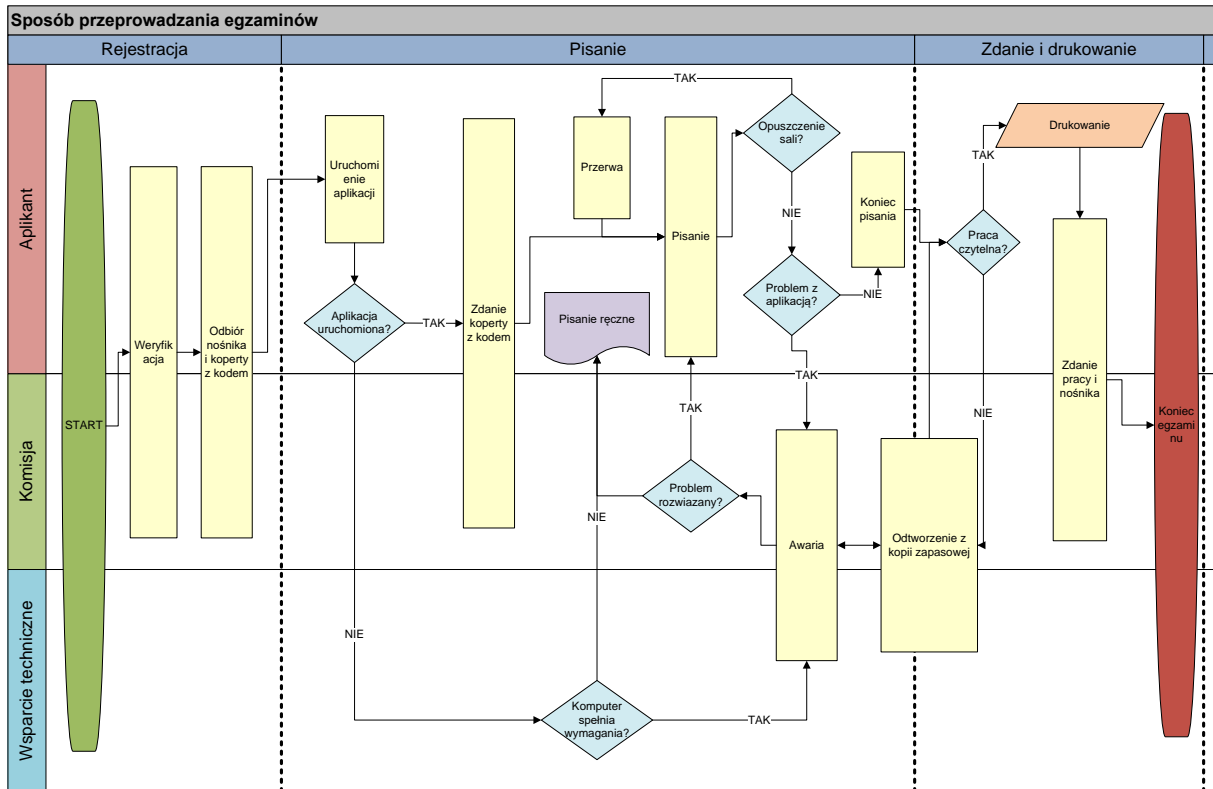 Sposób przeprowadzania egzaminów
Rejestracja
Pisanie
Zdanie i drukowanie
Aplikant
Komisja
Wsparcie techniczne
START
Weryfik
acja
Odbiór
nośnika
i koperty
z kodem
Uruchom
ienie
aplikacji
Aplikacja
uruchomiona?
TAK
NIE
Zdanie
koperty
z kodem
Przerwa
TAK
Pisanie
Opuszczenie
sali?
NIE
Problem z
aplikacją?
NIE
TAK
Koniec
pisania
Pisanie ręczne
Problem
rozwiazany?
TAK
NIE
Awaria
Komputer
spełnia
wymagania?
TAK
Odtworzenie z
kopii zapasowej
Praca
czytelna?
TAK
NIE
Drukowanie
Zdanie
pracy i
nośnika
Koniec
egzami
nu